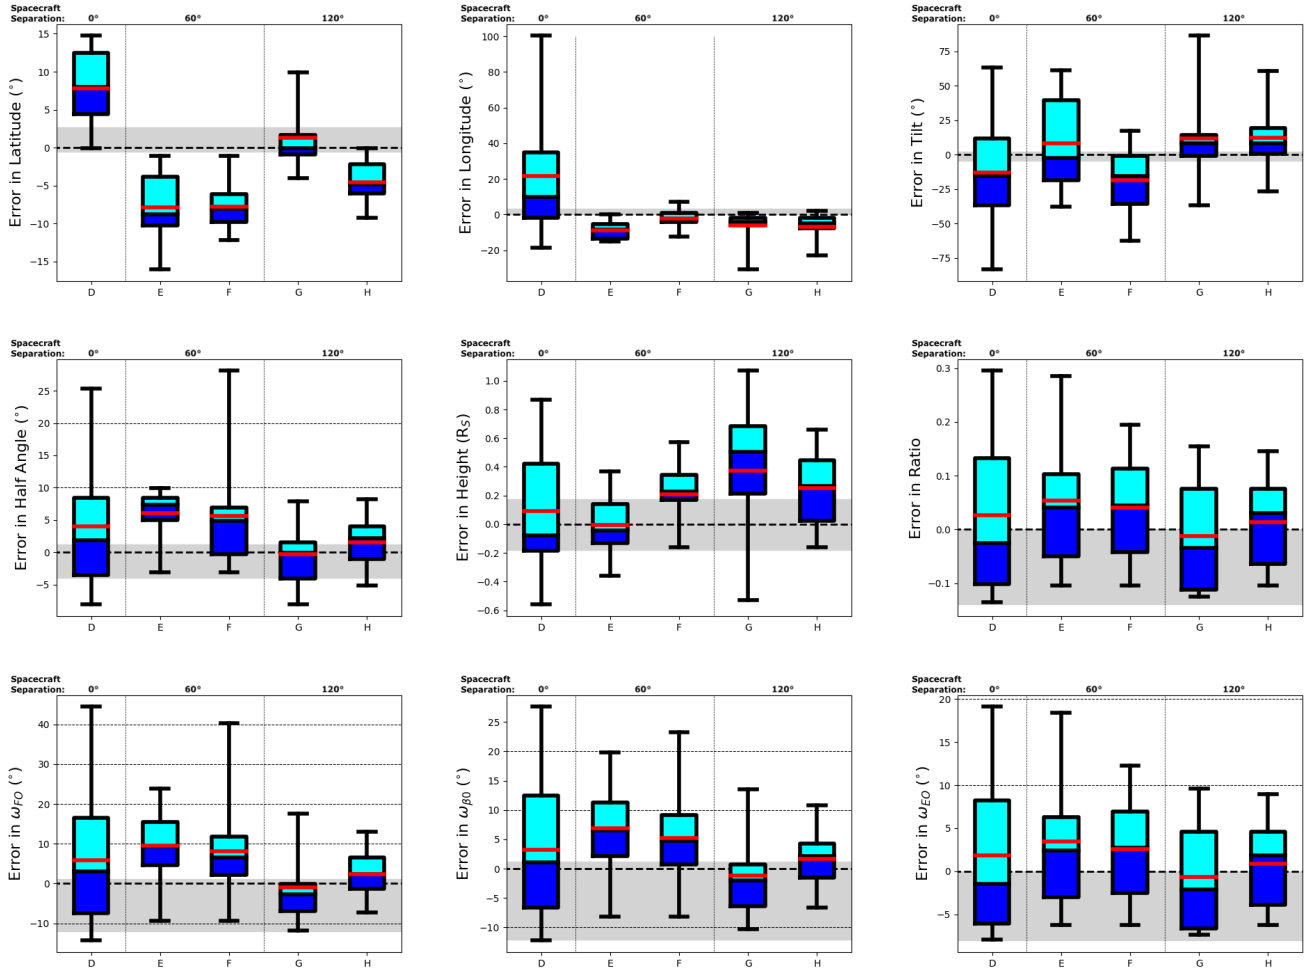 Spacecraft
Separation: 0° 60° 120°
Error in Latitude (°)
15
10
5
0
−5
−10
−15
D E F G H
Spacecraft
Separation: 0° 60° 120°
Error in Longitude (°)
100
80
60
40
20
0
−20
D E F G H
Spacecraft
Separation: 0° 60° 120°
Error in Tilt (°)
75
50
25
0
−25
−50
−75
D E F G H
Spacecraft
Separation: 0° 60° 120°
Error in Half Angle (°)
25
20
15
10
5
0
−5
D E F G H
Spacecraft
Separation: 0° 60° 120°
Error in Height (R_S)
1.0
0.8
0.6
0.4
0.2
0.0
−0.2
−0.4
−0.6
D E F G H
Spacecraft
Separation: 0° 60° 120°
Error in Ratio
0.3
0.2
0.1
0.0
−0.1
D E F G H
Spacecraft
Separation: 0° 60° 120°
Error in ω_FO (°)
40
30
20
10
0
−10
D E F G H
Spacecraft
Separation: 0° 60° 120°
Error in ω_β0 (°)
25
20
15
10
5
0
−5
−10
D E F G H
Spacecraft
Separation: 0° 60° 120°
Error in ω_EO (°)
20
15
10
5
0
−5
D E F G H